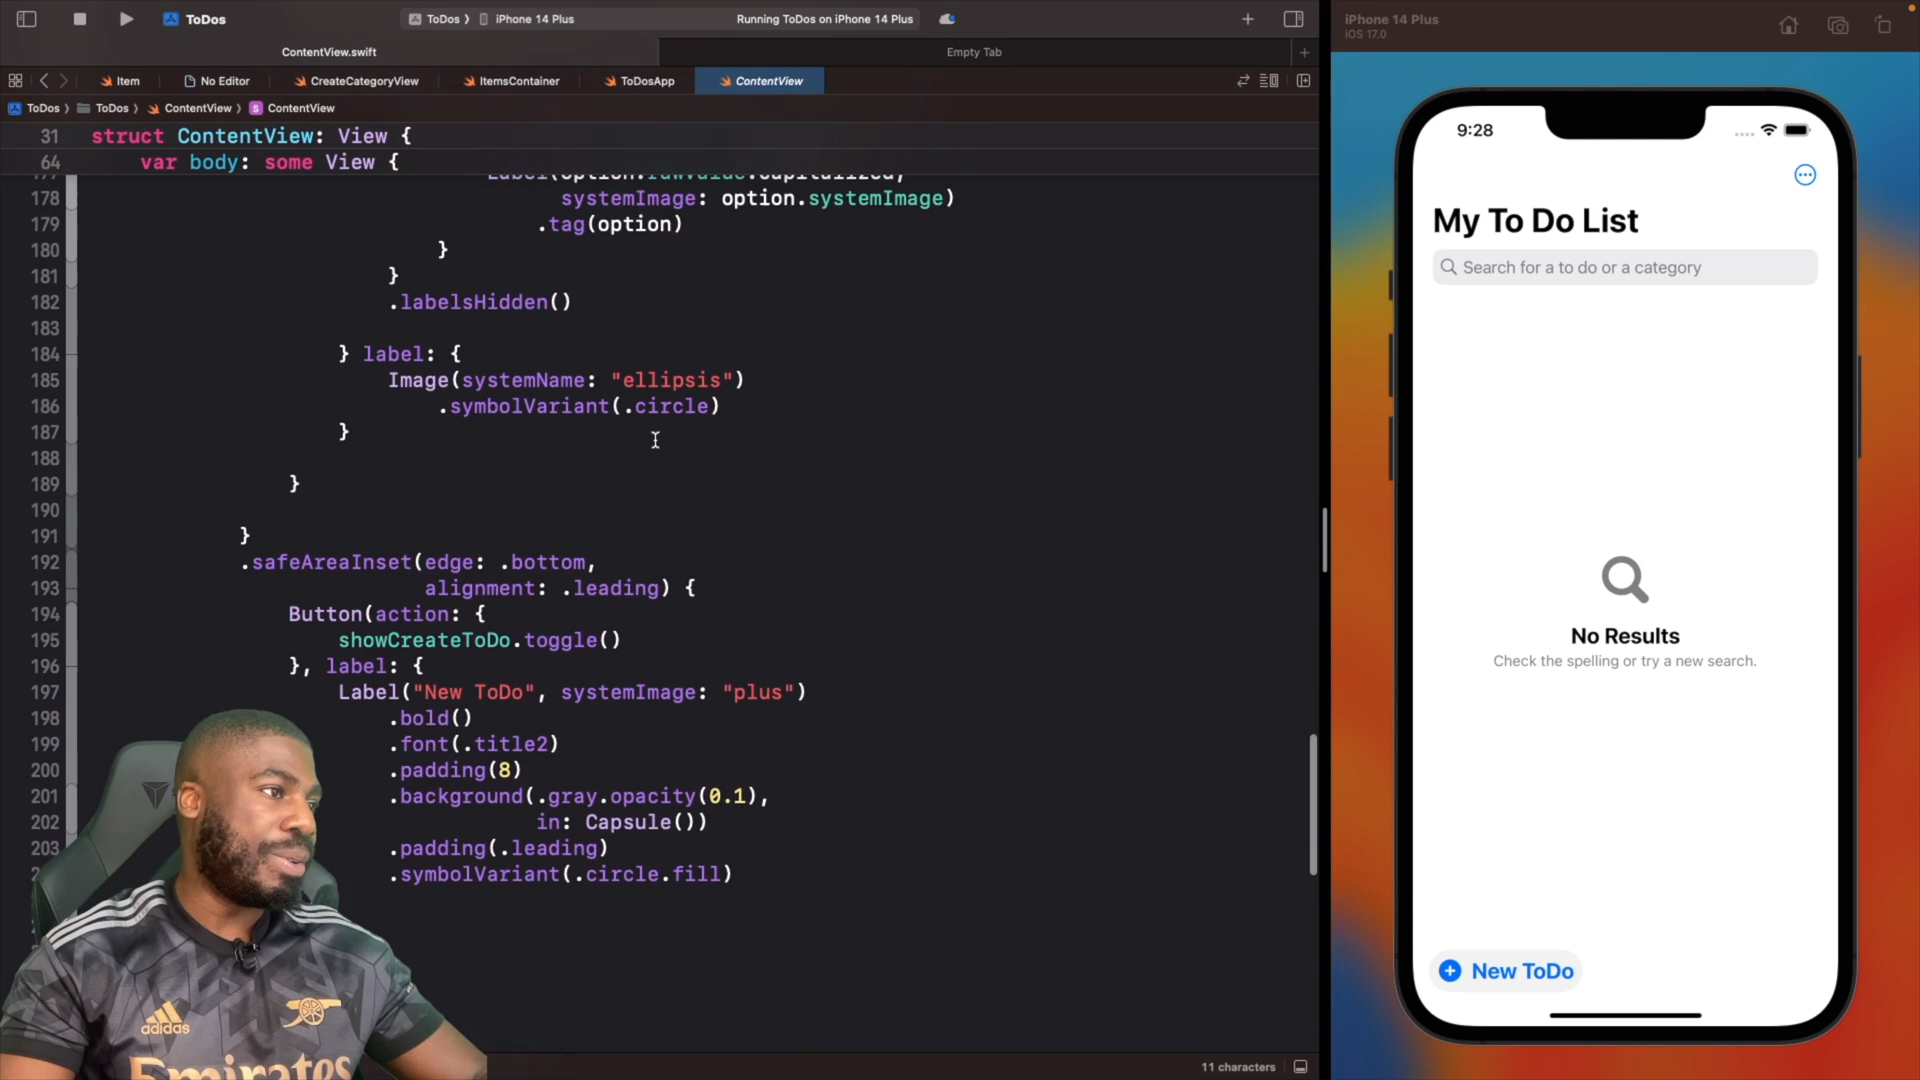 ToDos
ToDos 〉 iPhone 14 Plus
Running ToDos on iPhone 14 Plus
ContentView.swift
Empty Tab
Item
No Editor
CreateCategoryView
ItemsContainer
ToDosApp
ContentView
ToDos 〉 ToDos 〉 ContentView 〉 S ContentView
31 struct ContentView: View {
64 var body: some View {
177 Label(option.rawValue.capitalized,
178 systemImage: option.systemImage)
179 .tag(option)
180 }
181 }
182 .labelsHidden()
183
184 } label: {
185 Image(systemName: "ellipsis")
186 .symbolVariant(.circle)
187 }
188
189 }
190
191 }
192 .safeAreaInset(edge: .bottom,
193 alignment: .leading) {
194 Button(action: {
195 showCreateToDo.toggle()
196 }, label: {
197 Label("New ToDo", systemImage: "plus")
198 .bold()
199 .font(.title2)
200 .padding(8)
201 .background(.gray.opacity(0.1),
202 in: Capsule())
203 .padding(.leading)
.symbolVariant(.circle.fill)
11 characters
adidas
Emirates
iPhone 14 Plus
iOS 17.0
9:28
My To Do List
Search for a to do or a category
No Results
Check the spelling or try a new search.
New ToDo